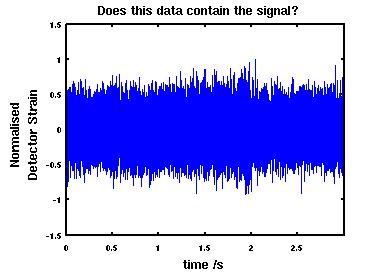 Does this data contain the signal?
1.5
1
0.5
0
-0.5
-1
-1.5
Normalised
Detector Strain
0 0.5 1 1.5 2 2.5
time /s